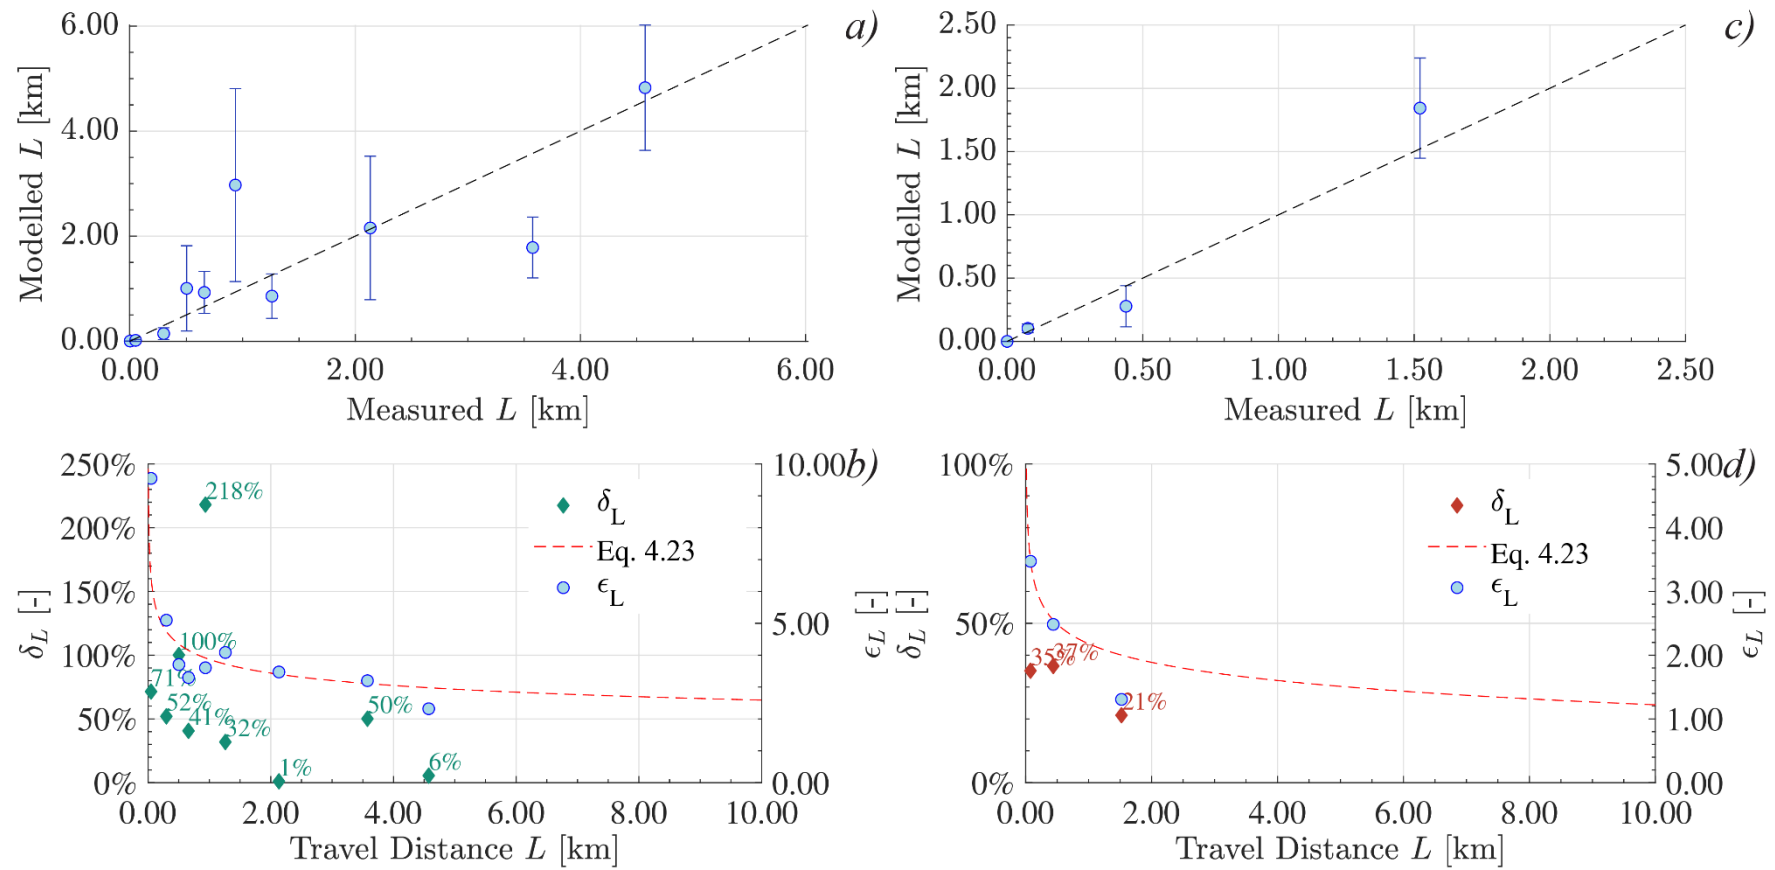 a)
6.00
4.00
2.00
0.00
Modelled L [km]
0.00 2.00 4.00 6.00
Measured L [km]
c)
2.50
2.00
1.50
1.00
0.50
0.00
Modelled L [km]
0.00 0.50 1.00 1.50 2.00 2.50
Measured L [km]
b)
250%
200%
150%
100%
50%
0%
δL [-]
10.00
5.00
0.00
ϵL [-]
218%
100%
71%
52%
41%
32%
1%
50%
6%
δL
Eq. 4.23
ϵL
0.00 2.00 4.00 6.00 8.00 10.00
Travel Distance L [km]
d)
100%
50%
0%
δL [-]
5.00
4.00
3.00
2.00
1.00
0.00
ϵL [-]
35%
37%
21%
δL
Eq. 4.23
ϵL
0.00 2.00 4.00 6.00 8.00 10.00
Travel Distance L [km]